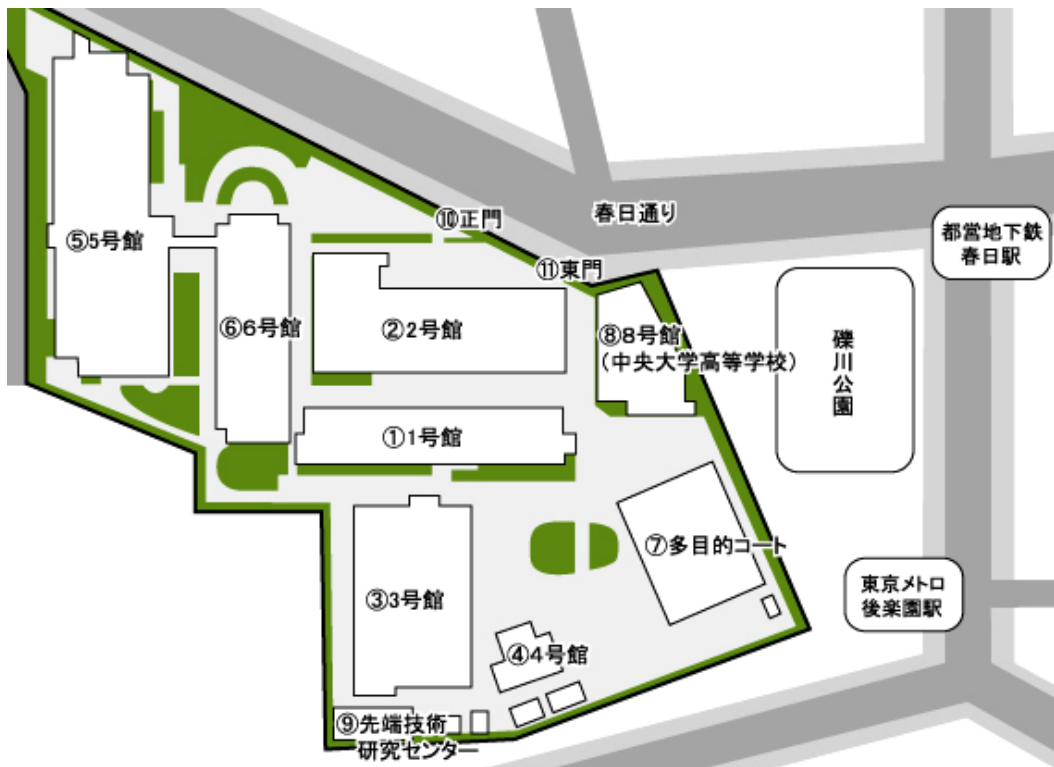 ⑩正門
春日通り
都営地下鉄
春日駅
⑤5号館
⑪東門
⑥6号館
②2号館
⑧8号館
(中央大学高等学校)
礫川公園
①1号館
⑦多目的コート
③3号館
東京メトロ
後楽園駅
④4号館
⑨先端技術
研究センター